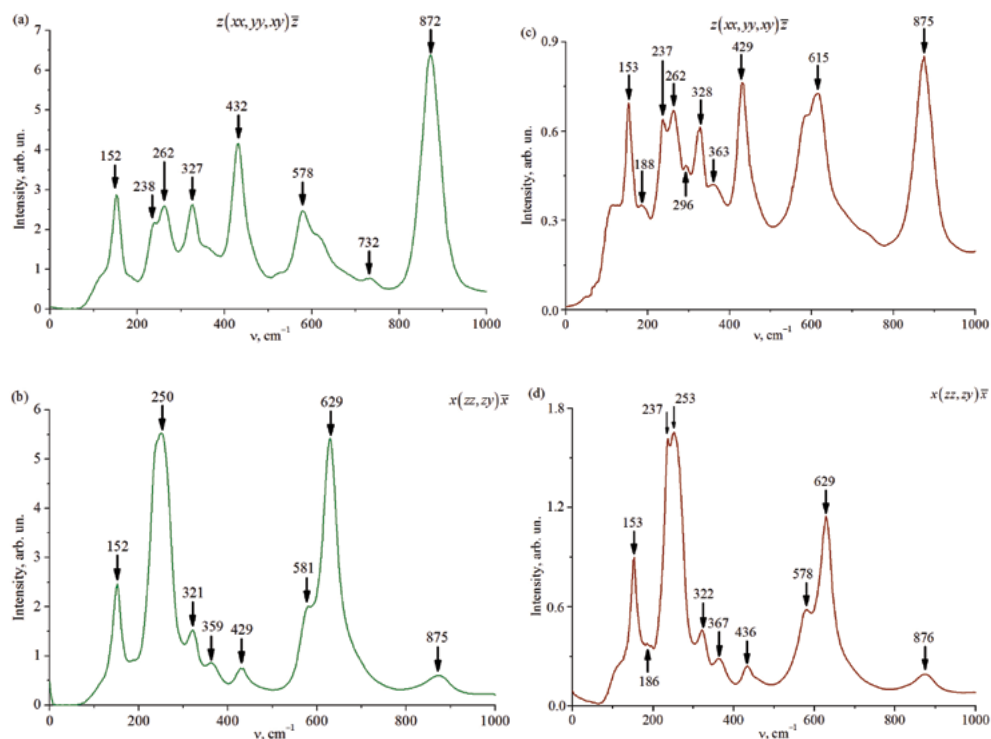 (a)
z(xx, yy, xy)z̅
872
7
6
5
4
3
2
1
0
Intensity, arb. un.
152
238
262
327
432
578
732
0 200 400 600 800 1000
ν, cm⁻¹
(c)
z(xx, yy, xy)z̅
0.9
0.6
0.3
0.0
Intensity, arb. un.
153
188
237
262
296
328
363
429
615
875
0 200 400 600 800 1000
ν, cm⁻¹
(b)
x(zz, zy)x̅
6
5
4
3
2
1
0
Intensity, arb. un.
152
250
321
359
429
581
629
875
0 200 400 600 800 1000
ν, cm⁻¹
(d)
x(zz, zy)x̅
1.8
1.2
0.6
0.0
Intensity, arb. un.
153
186
237
253
322
367
436
578
629
876
0 200 400 600 800 1000
ν, cm⁻¹